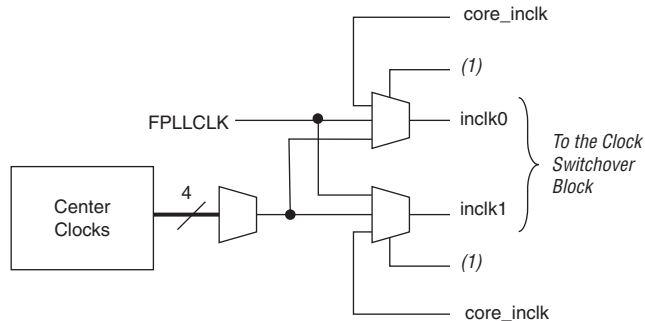 core_inclk
(1)
FPLLCLK
inclk0
To the Clock
Switchover
Block
4
Center
Clocks
inclk1
(1)
core_inclk